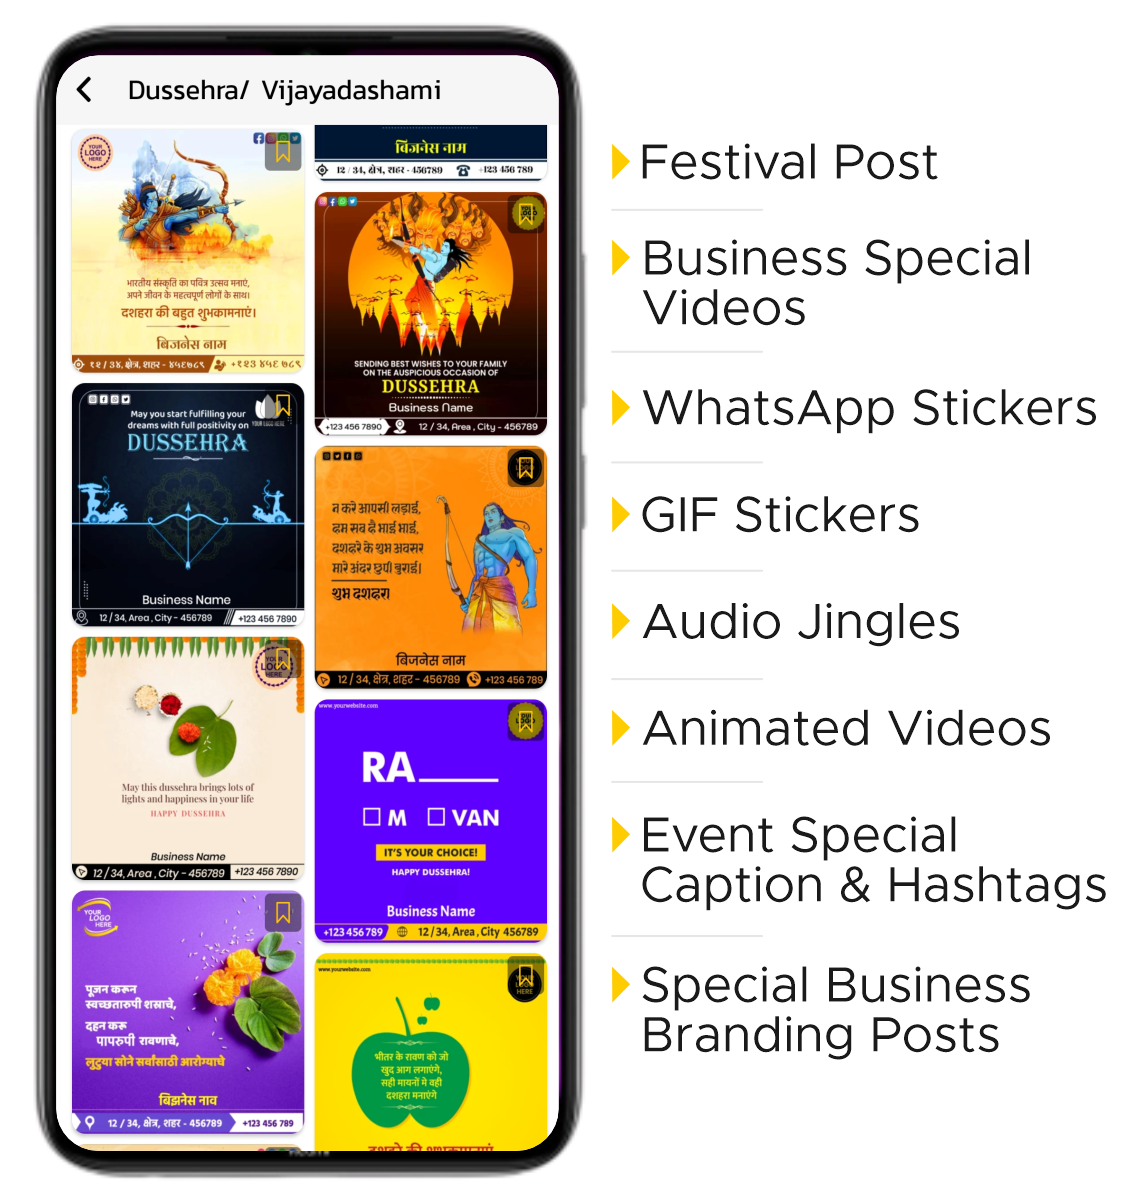 Dussehra/ Vijayadashami
YOUR
LOGO
HERE
भारतीय संस्कृति का पवित्र उत्सव मनाएं,
अपने जीवन के महत्वपूर्ण लोगों के साथ।
दशहरा की बहुत शुभकामनाएं।
बिजनेस नाम
१२ / ३४, क्षेत्र, शहर - ४५६७८९
+१२३ ४५६ ७८९
May you start fulfilling your
dreams with full positivity on
DUSSEHRA
YOUR LOGO HERE
Business Name
12 / 34, Area , City - 456789
+123 456 7890
YOUR
LOGO
HERE
May this dussehra brings lots of
lights and happiness in your life
HAPPY DUSSEHRA
Business Name
12 / 34, Area , City - 456789
+123 456 7890
YOUR
LOGO
HERE
पूजन करून
स्वच्छतारुपी शस्त्राचे,
दहन करू
पापरुपी रावणाचे,
लुटुया सोने सर्वांसाठी आरोग्याचे
बिझनेस नाव
12 / 34, क्षेत्र, शहर - 456789
+123 456 789
बिजनेस नाम
12 / 34, क्षेत्र, शहर - 456789
+123 456 789
SENDING BEST WISHES TO YOUR FAMILY
ON THE AUSPICIOUS OCCASION OF
DUSSEHRA
Business Name
+123 456 7890
12 / 34, Area , City - 456789
न करे आपसी लड़ाई,
हम सब है भाई भाई,
दशहरे के शुभ अवसर
मारे अंदर छुपी बुराई।
शुभ दशहरा
बिजनेस नाम
12 / 34, क्षेत्र, शहर - 456789
+123 456 789
www.yourwebsite.com
RA____
M VAN
IT'S YOUR CHOICE!
HAPPY DUSSEHRA!
Business Name
+123 456 789
12 / 34, Area , City 456789
www.yourwebsite.com
HERE
भीतर के रावण को जो
खुद आग लगाएंगे,
सही मायनों मे वही
दशहरा मनाएंगे
Festival Post
Business Special
Videos
WhatsApp Stickers
GIF Stickers
Audio Jingles
Animated Videos
Event Special
Caption & Hashtags
Special Business
Branding Posts